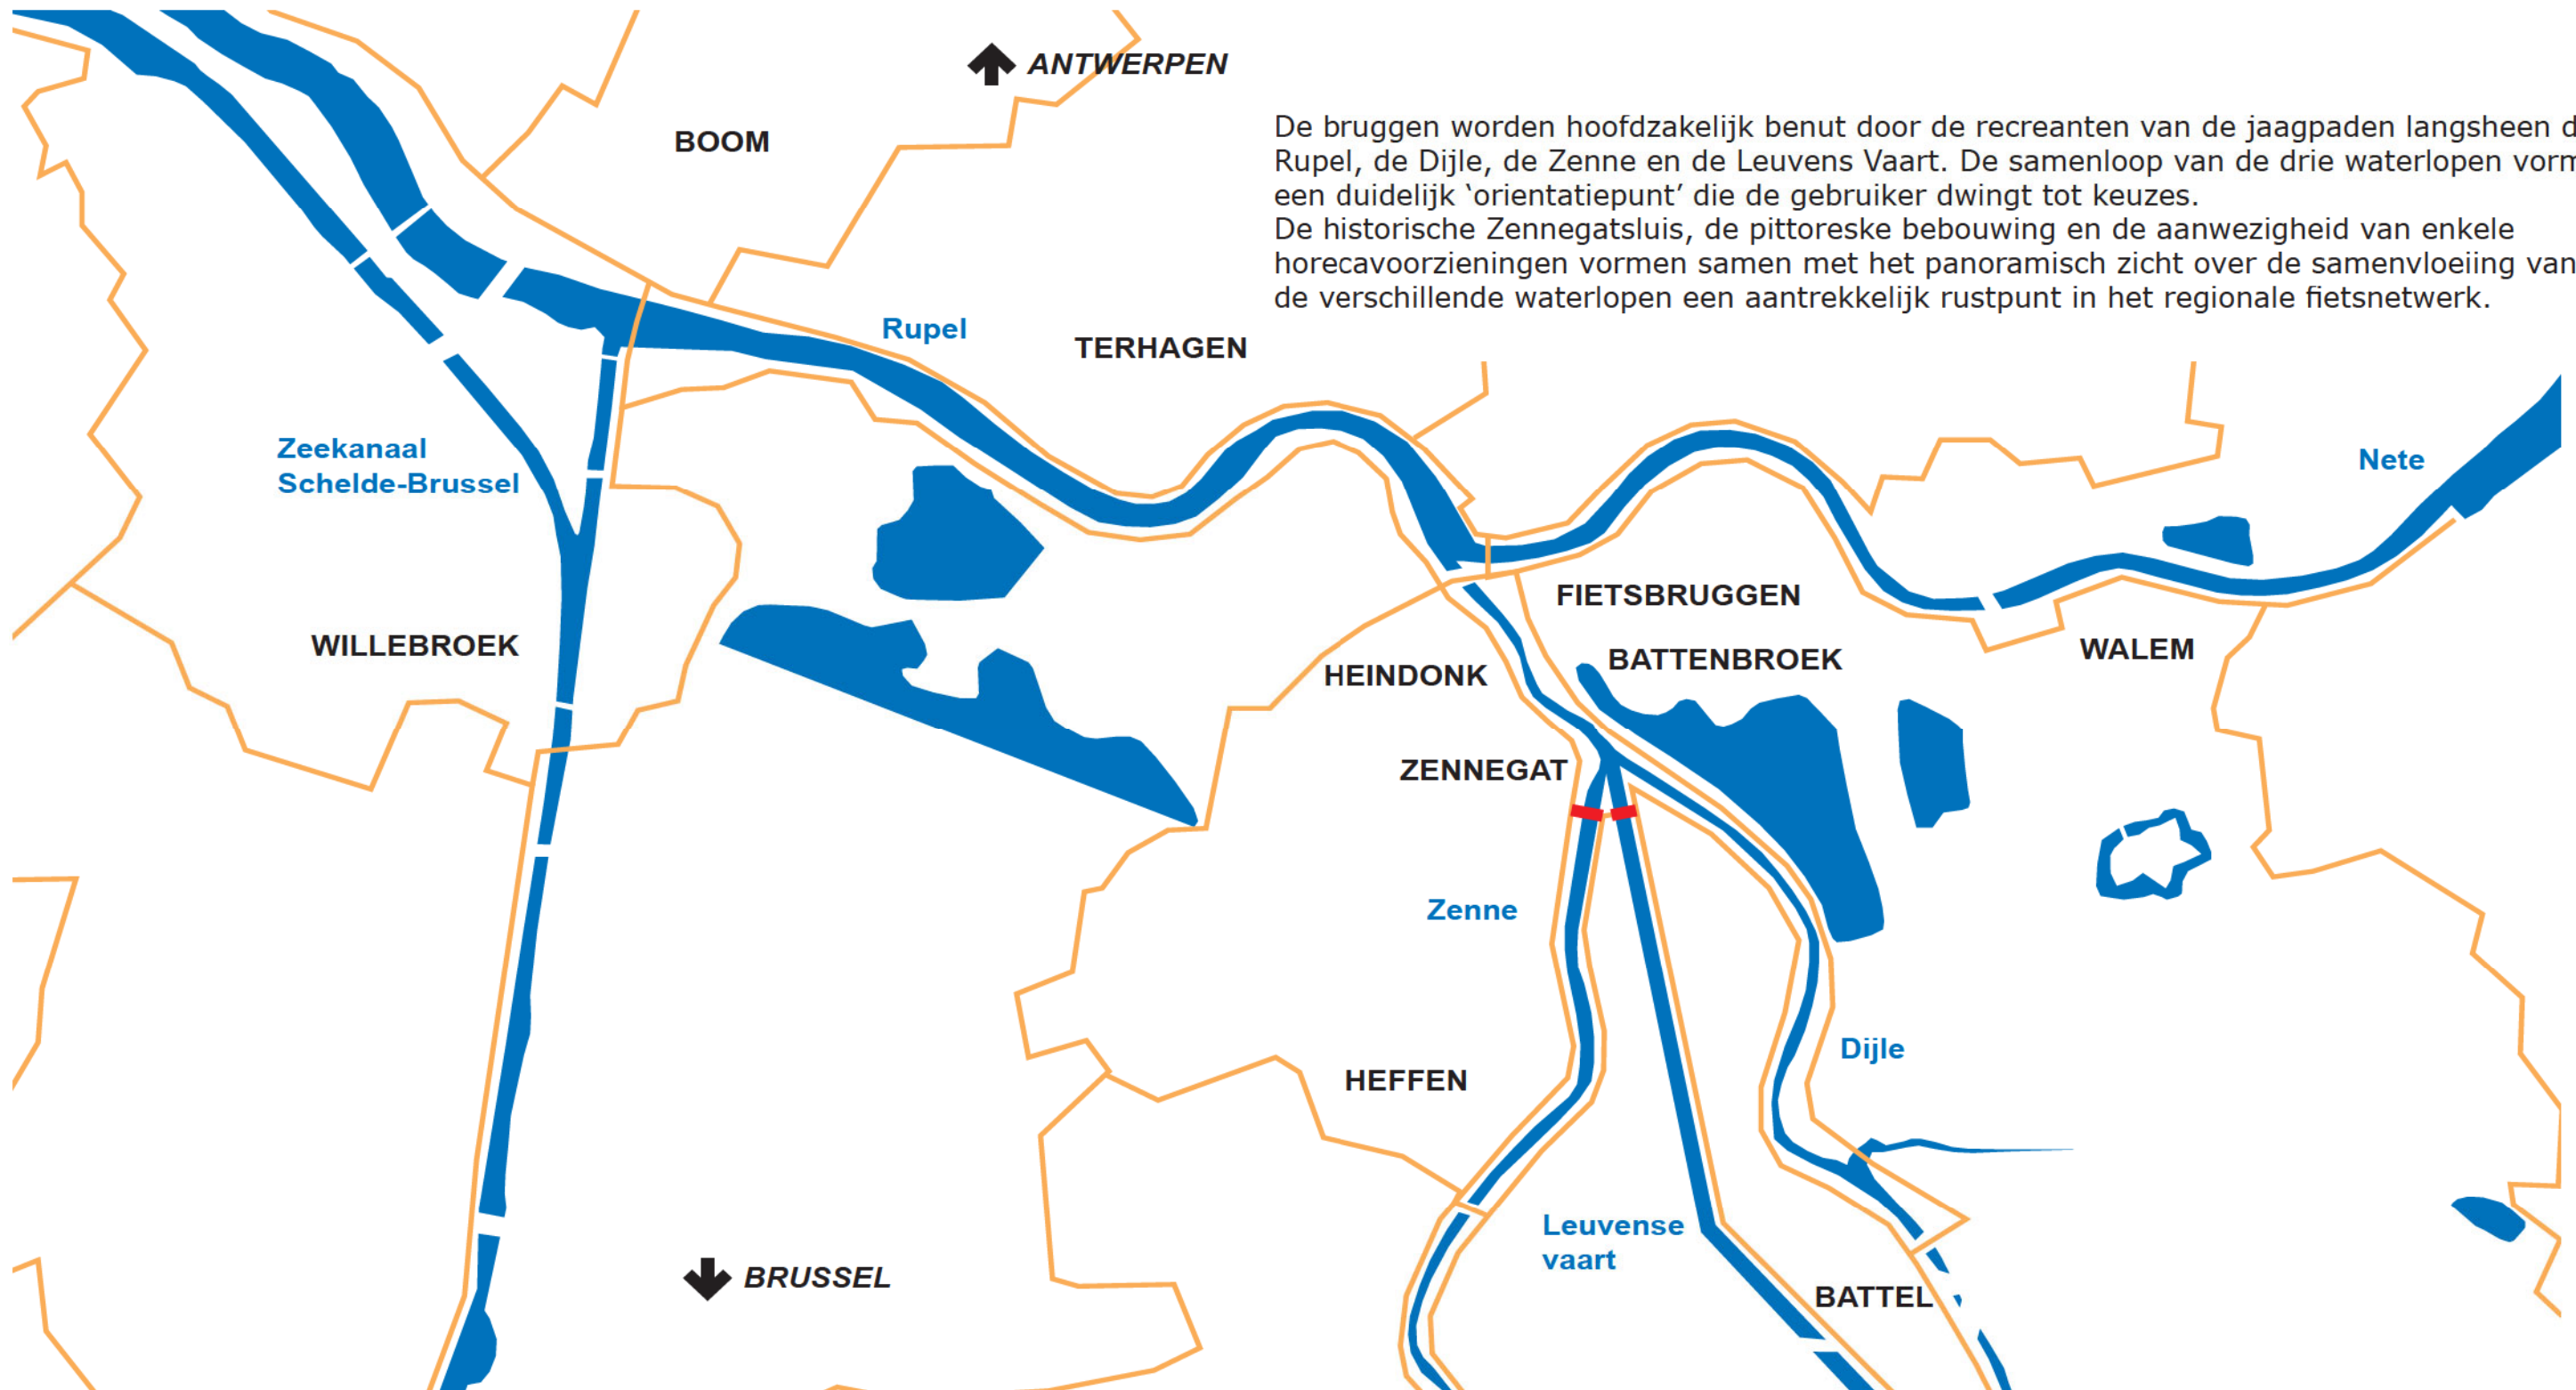 ANTWERPEN
BOOM
De bruggen worden hoofdzakelijk benut door de recreanten van de jaagpaden langsheen d
Rupel, de Dijle, de Zenne en de Leuvens Vaart. De samenloop van de drie waterlopen vorm
een duidelijk ‘orientatiepunt’ die de gebruiker dwingt tot keuzes.
De historische Zennegatsluis, de pittoreske bebouwing en de aanwezigheid van enkele
horecavoorzieningen vormen samen met het panoramisch zicht over de samenvloeiing van
de verschillende waterlopen een aantrekkelijk rustpunt in het regionale fietsnetwerk.
Rupel
TERHAGEN
Zeekanaal
Schelde-Brussel
Nete
FIETSBRUGGEN
WILLEBROEK
BATTENBROEK
WALEM
HEINDONK
ZENNEGAT
Zenne
Dijle
HEFFEN
Leuvense
vaart
BRUSSEL
BATTEL